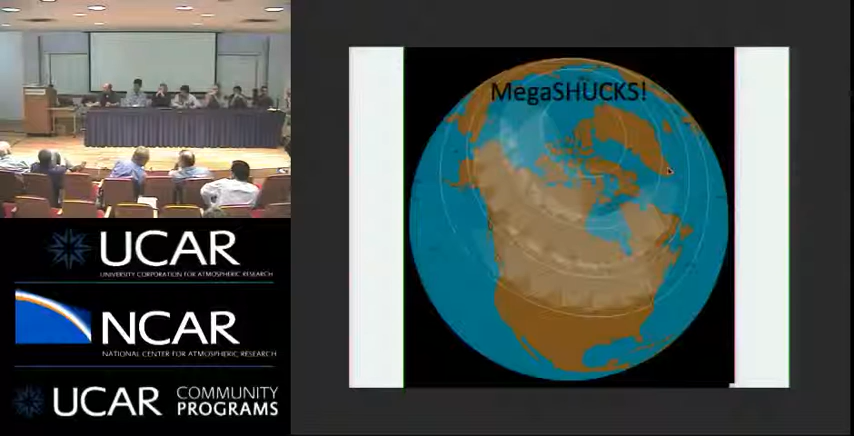 MegaSHUCKS!
UCAR
UNIVERSITY CORPORATION FOR ATMOSPHERIC RESEARCH
NCAR
NATIONAL CENTER FOR ATMOSPHERIC RESEARCH
UCAR COMMUNITY
PROGRAMS